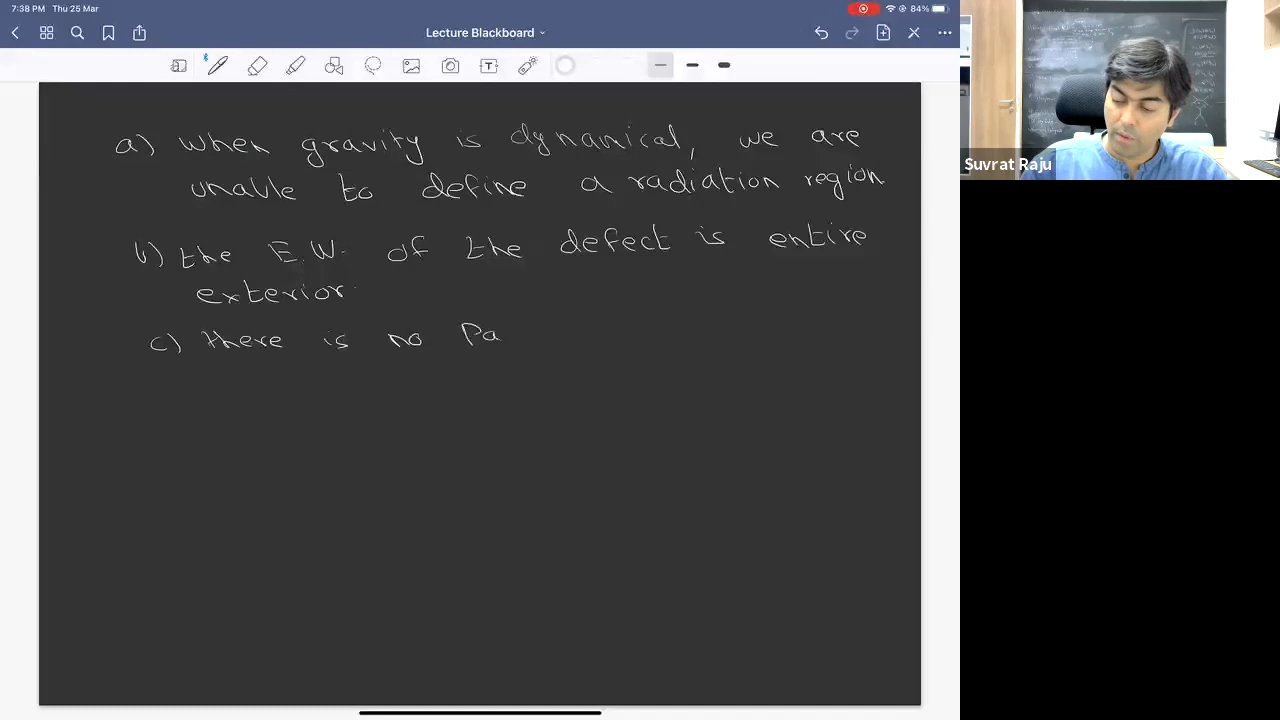 7:38 PM Thu 25 Mar
84%
Lecture Blackboard
Suvrat Raju
a) when gravity is dynamical, we are
unable to define a radiation region
b) the E.W. of the defect is entire
exterior.
c) there is no Pa